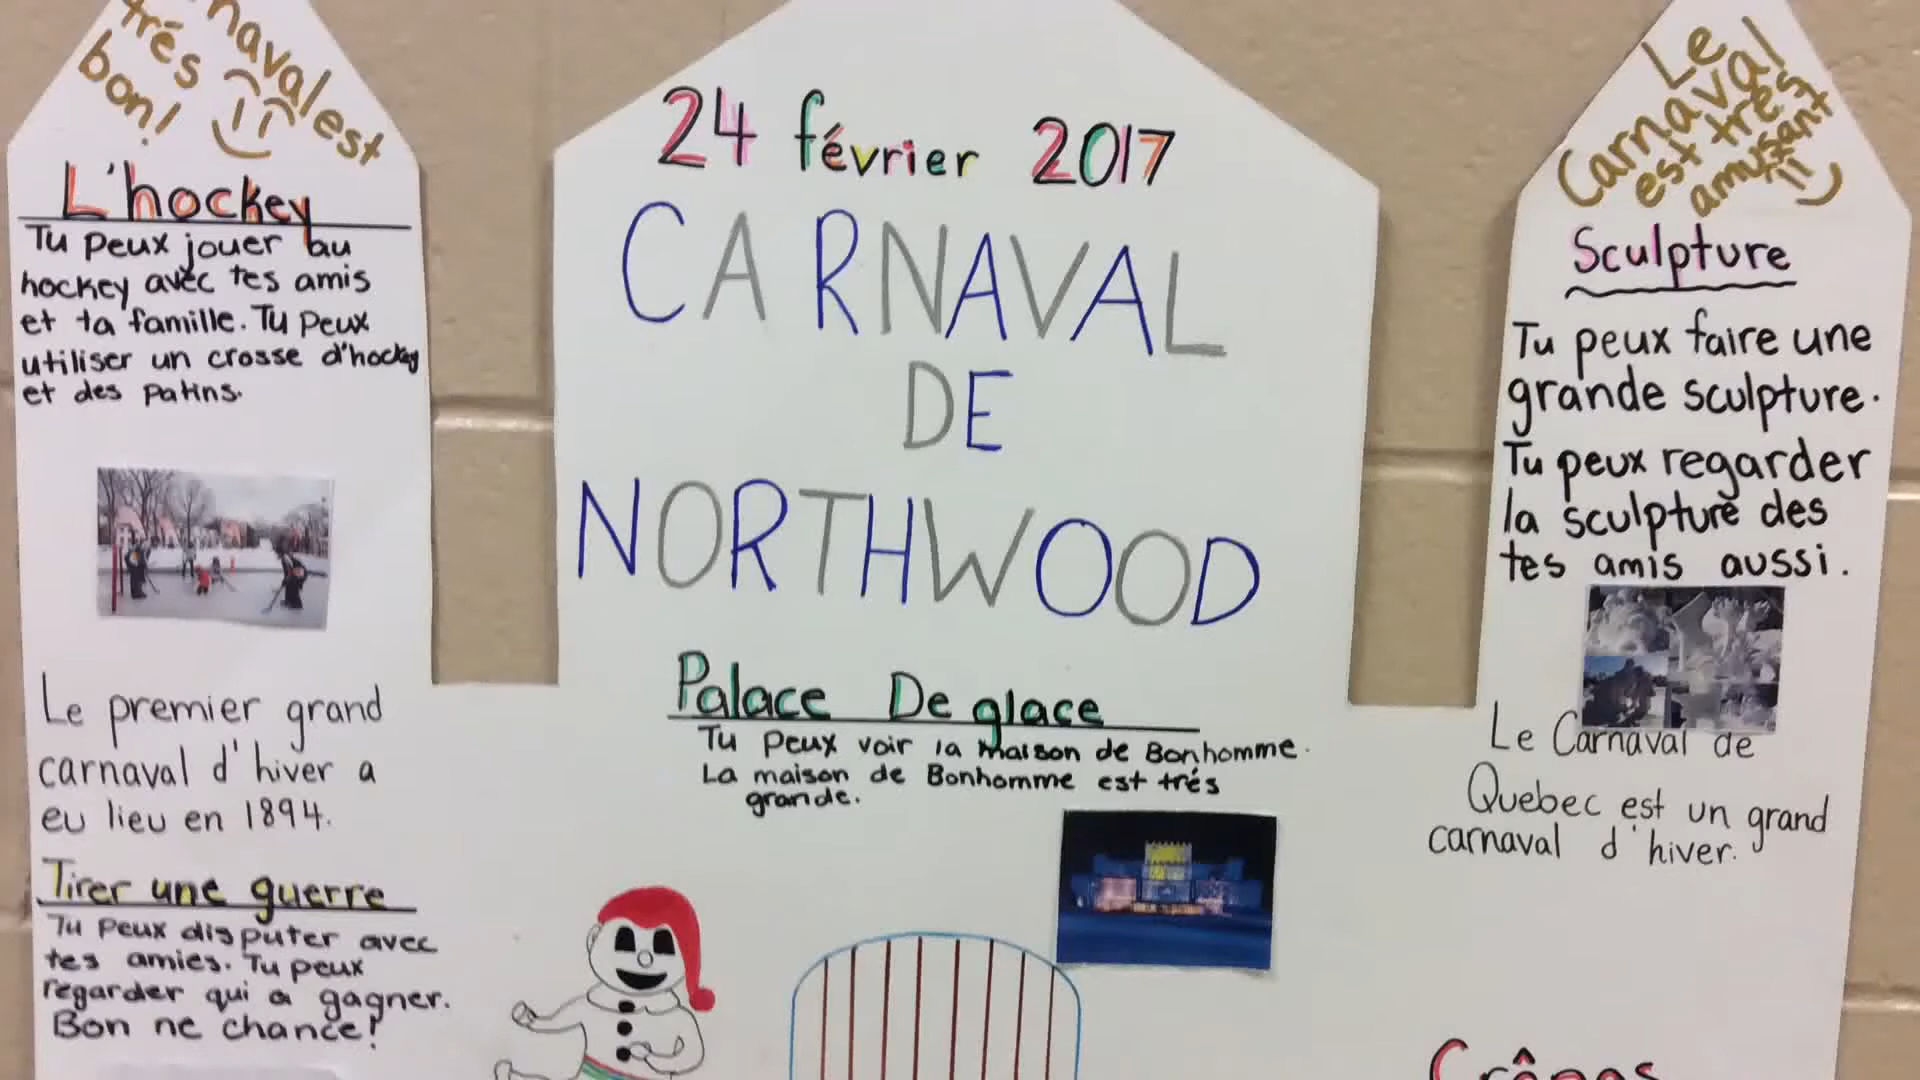 naval est
très
bon!
L'hockey
Tu peux jouer au
hockey avec tes amis
et ta famille. Tu peux
utiliser un crosse d'hockey
et des patins.
Le premier grand
carnaval d'hiver a
eu lieu en 1894.
Tirer une guerre
Tu peux disputer avec
tes amies. Tu peux
regarder qui a gagner.
Bon ne chance!
24 février 2017
CARNAVAL
DE
NORTHWOOD
Palace De glace
Tu peux voir la maison de Bonhomme.
La maison de Bonhomme est trés
grande.
Le
Carnaval
est très
amusant
Sculpture
Tu peux faire une
grande sculpture.
Tu peux regarder
la sculpture des
tes amis aussi.
Le Carnaval de
Quebec est un grand
carnaval d'hiver.
Crêpes